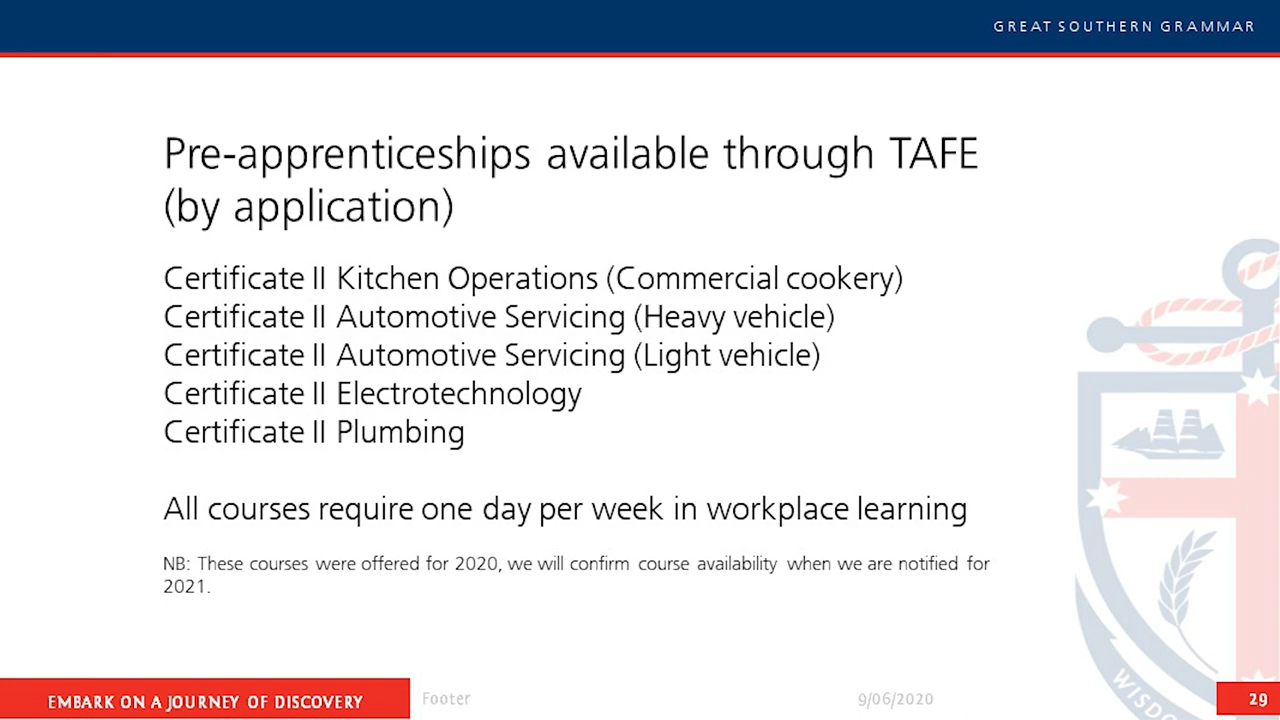 GREAT SOUTHERN GRAMMAR
Pre-apprenticeships available through TAFE
(by application)
Certificate II Kitchen Operations (Commercial cookery)
Certificate II Automotive Servicing (Heavy vehicle)
Certificate II Automotive Servicing (Light vehicle)
Certificate II Electrotechnology
Certificate II Plumbing
All courses require one day per week in workplace learning
NB: These courses were offered for 2020, we will confirm course availability when we are notified for
2021.
EMBARK ON A JOURNEY OF DISCOVERY
Footer
9/06/2020
29